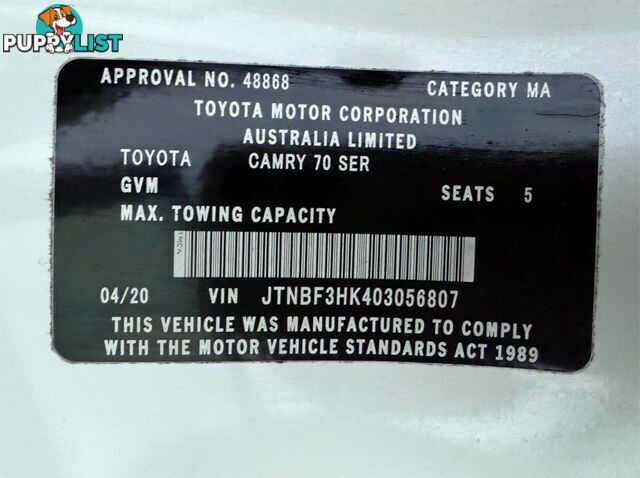 PUPPYLIST
APPROVAL NO. 48868 CATEGORY MA
TOYOTA MOTOR CORPORATION
AUSTRALIA LIMITED
TOYOTA CAMRY 70 SER
GVM SEATS 5
MAX. TOWING CAPACITY
04/20 VIN JTNBF3HK403056807
THIS VEHICLE WAS MANUFACTURED TO COMPLY
WITH THE MOTOR VEHICLE STANDARDS ACT 1989